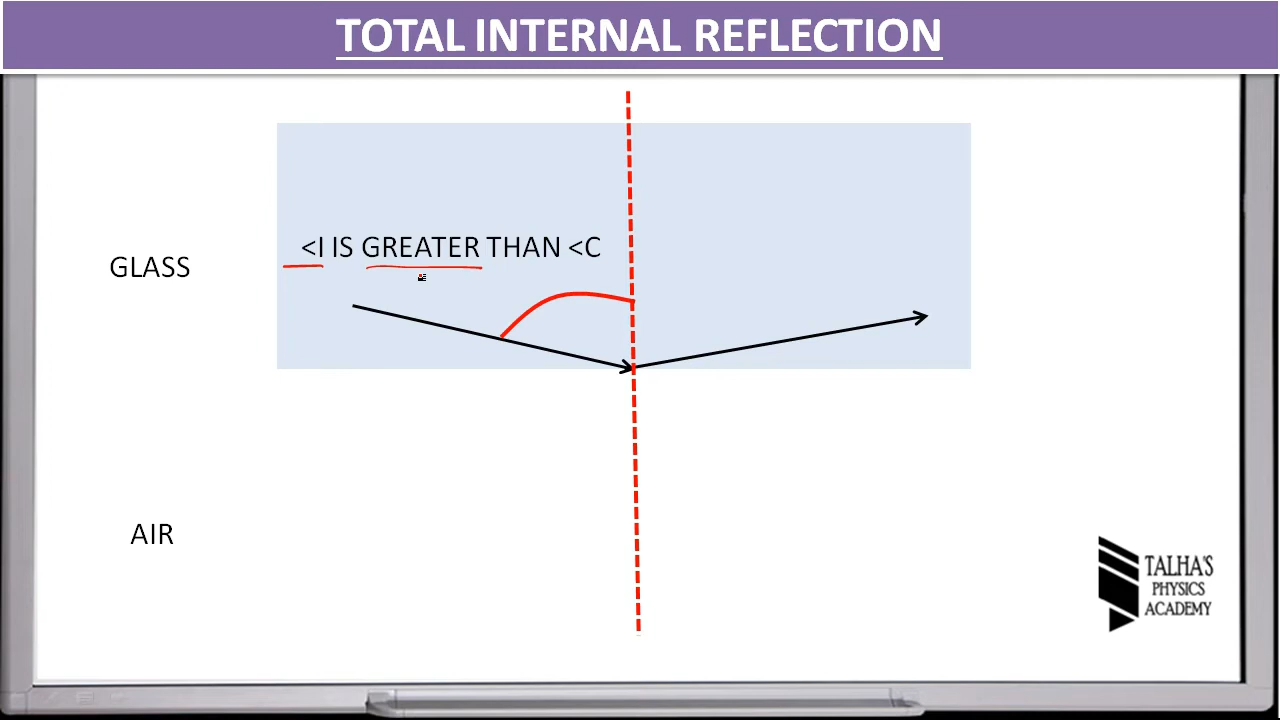 TOTAL INTERNAL REFLECTION
<I IS GREATER THAN <C
GLASS
AIR
TALHA'S
PHYSICS
ACADEMY